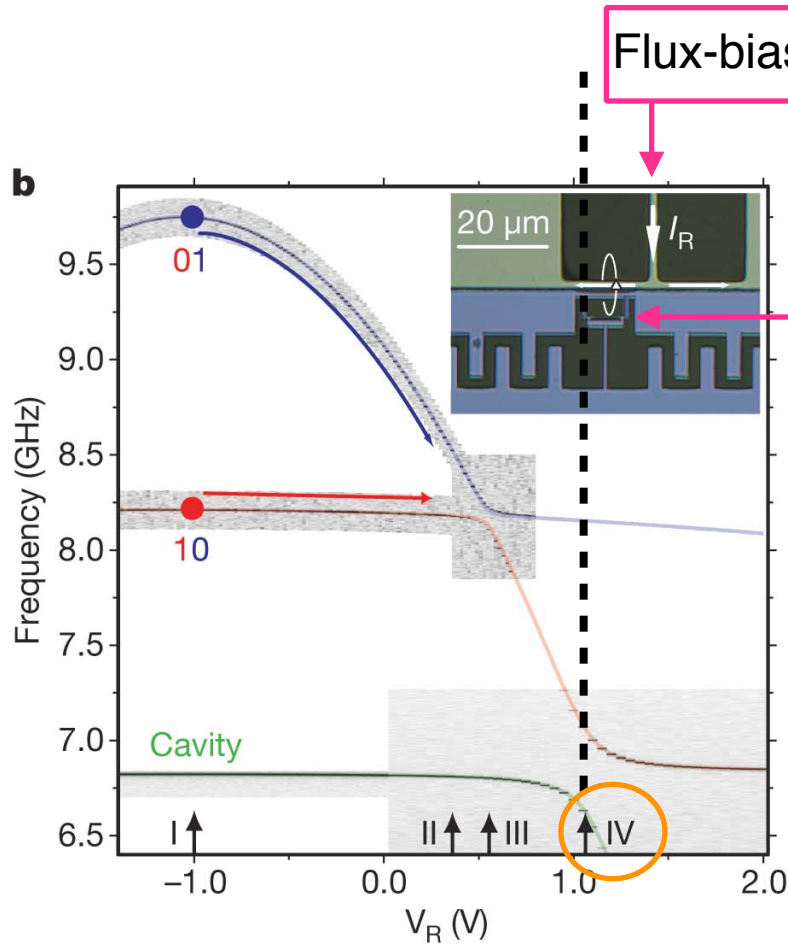 Flux-bias
b
20 µm
I_R
01
10
Cavity
I
II
III
IV
Frequency (GHz)
9.5
9.0
8.5
8.0
7.5
7.0
6.5
−1.0
0.0
1.0
2.0
V_R (V)